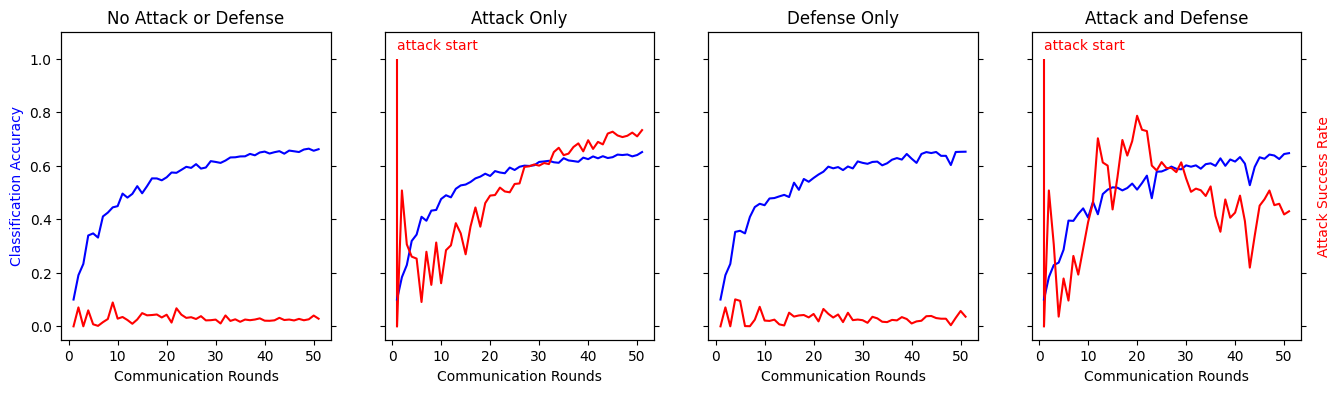 No Attack or Defense
Attack Only
Defense Only
Attack and Defense
attack start
attack start
Classification Accuracy
1.0
0.8
0.6
0.4
0.2
0.0
Attack Success Rate
0 10 20 30 40 50
0 10 20 30 40 50
0 10 20 30 40 50
0 10 20 30 40 50
Communication Rounds
Communication Rounds
Communication Rounds
Communication Rounds